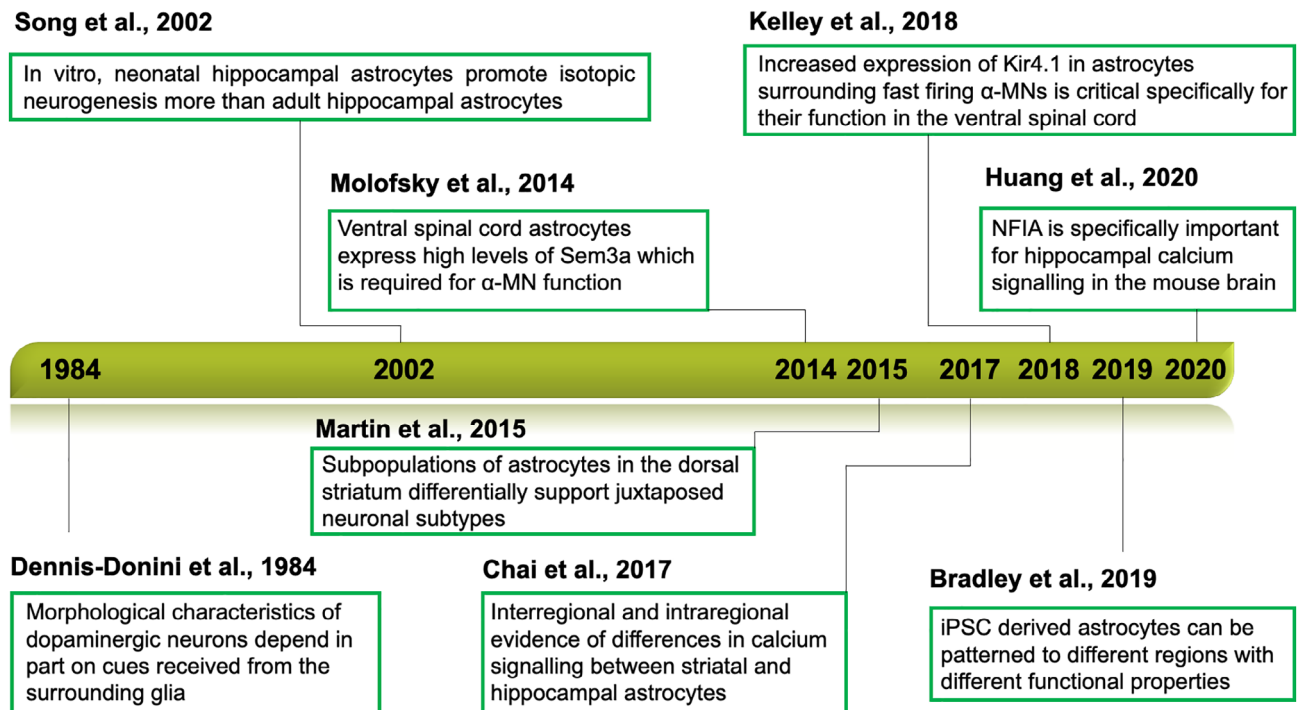 Song et al., 2002
In vitro, neonatal hippocampal astrocytes promote isotopic
neurogenesis more than adult hippocampal astrocytes
Kelley et al., 2018
Increased expression of Kir4.1 in astrocytes
surrounding fast firing α-MNs is critical specifically for
their function in the ventral spinal cord
Molofsky et al., 2014
Ventral spinal cord astrocytes
express high levels of Sem3a which
is required for α-MN function
Huang et al., 2020
NFIA is specifically important
for hippocampal calcium
signalling in the mouse brain
1984 2002 2014 2015 2017 2018 2019 2020
Martin et al., 2015
Subpopulations of astrocytes in the dorsal
striatum differentially support juxtaposed
neuronal subtypes
Dennis-Donini et al., 1984
Morphological characteristics of
dopaminergic neurons depend in
part on cues received from the
surrounding glia
Chai et al., 2017
Interregional and intraregional
evidence of differences in calcium
signalling between striatal and
hippocampal astrocytes
Bradley et al., 2019
iPSC derived astrocytes can be
patterned to different regions with
different functional properties